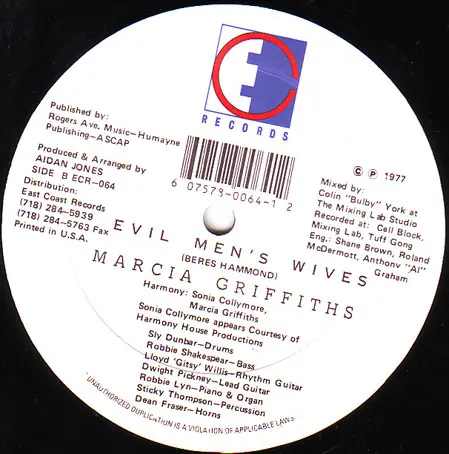 RECORDS
Published by:
Rogers Ave. Music—Humayne
Publishing—ASCAP
Produced & Arranged by
AIDAN JONES
SIDE B ECR-064
Distribution:
East Coast Records
(718) 284-5939
(718) 284-5763 Fax
Printed in U.S.A.
6 07579-0064-1 2
© ℗ 1977
Mixed by:
Colin "Bulby" York at
The Mixing Lab Studio
Recorded at: Cell Block,
Mixing Lab, Tuff Gong
Eng.: Shane Brown, Roland
McDermott, Anthony "Al"
Graham
EVIL MEN'S WIVES
(BERES HAMMOND)
MARCIA GRIFFITHS
Harmony: Sonia Collymore,
Marcia Griffiths
Sonia Collymore appears Courtesy of
Harmony House Productions
Sly Dunbar—Drums
Robbie Shakespear—Bass
Lloyd 'Gitsy' Willis—Rhythm Guitar
Dwight Pickney—Lead Guitar
Robbie Lyn—Piano & Organ
Sticky Thompson—Percussion
Dean Fraser—Horns
UNAUTHORIZED DUPLICATION IS A VIOLATION OF APPLICABLE LAWS